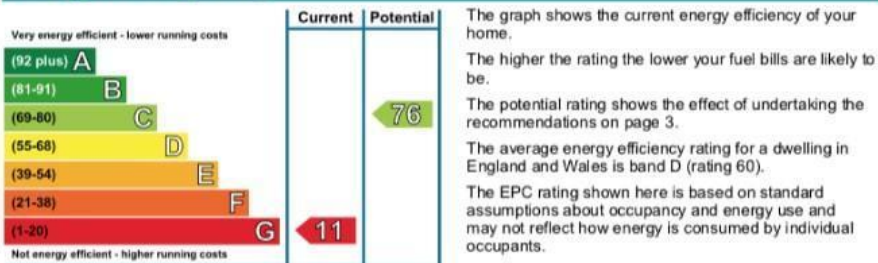 Current Potential
Very energy efficient - lower running costs
(92 plus) A
(81-91) B
(69-80) C
76
(55-68) D
(39-54) E
(21-38) F
(1-20) G
11
Not energy efficient - higher running costs
The graph shows the current energy efficiency of your
home.
The higher the rating the lower your fuel bills are likely to
be.
The potential rating shows the effect of undertaking the
recommendations on page 3.
The average energy efficiency rating for a dwelling in
England and Wales is band D (rating 60).
The EPC rating shown here is based on standard
assumptions about occupancy and energy use and
may not reflect how energy is consumed by individual
occupants.